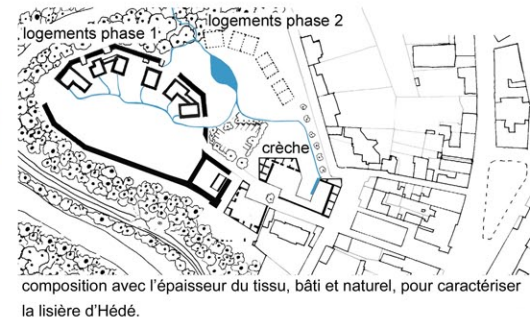 logements phase 2
logements phase 1
crèche
composition avec l'épaisseur du tissu, bâti et naturel, pour caractériser
la lisière d'Hédé.